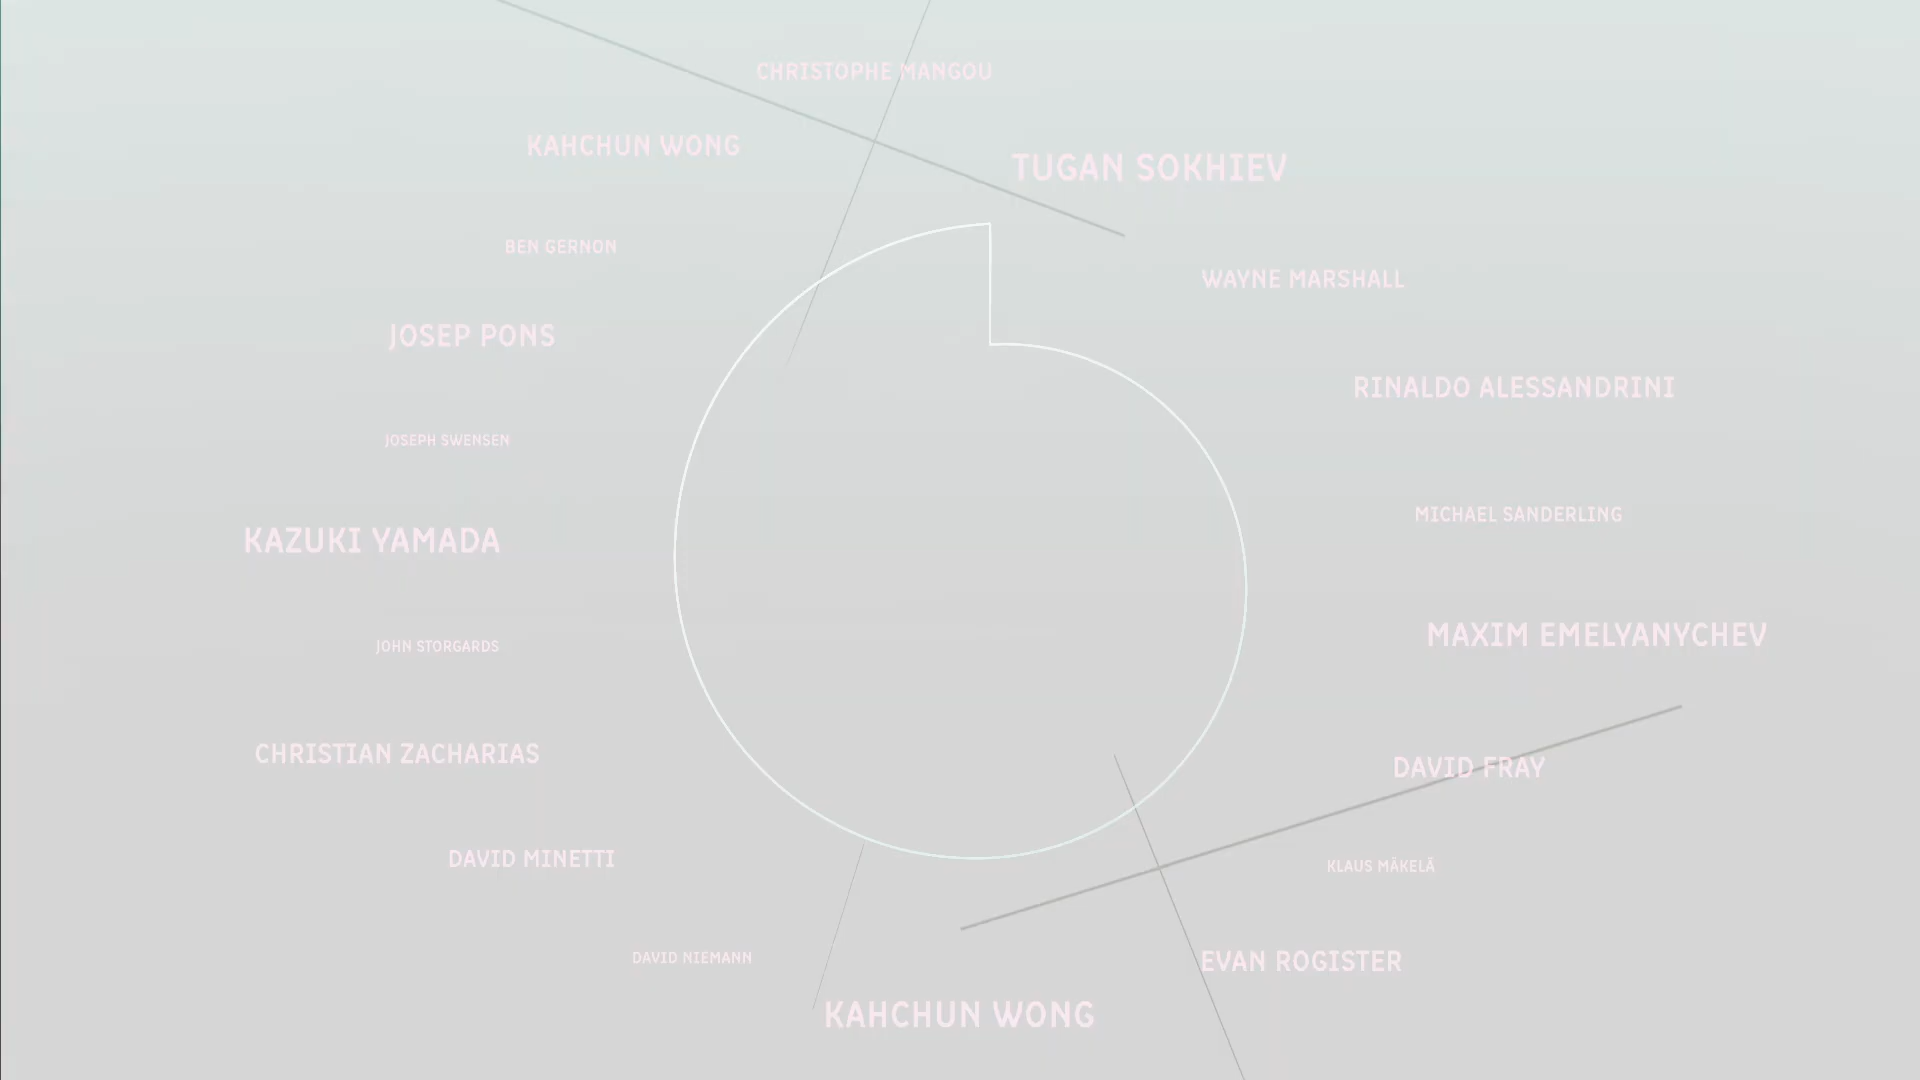 CHRISTOPHE MANGOU
KAHCHUN WONG
TUGAN SOKHIEV
BEN GERNON
WAYNE MARSHALL
JOSEP PONS
RINALDO ALESSANDRINI
JOSEPH SWENSEN
MICHAEL SANDERLING
KAZUKI YAMADA
MAXIM EMELYANYCHEV
JOHN STORGARDS
CHRISTIAN ZACHARIAS
DAVID FRAY
DAVID MINETTI
KLAUS MÄKELÄ
DAVID NIEMANN
EVAN ROGISTER
KAHCHUN WONG